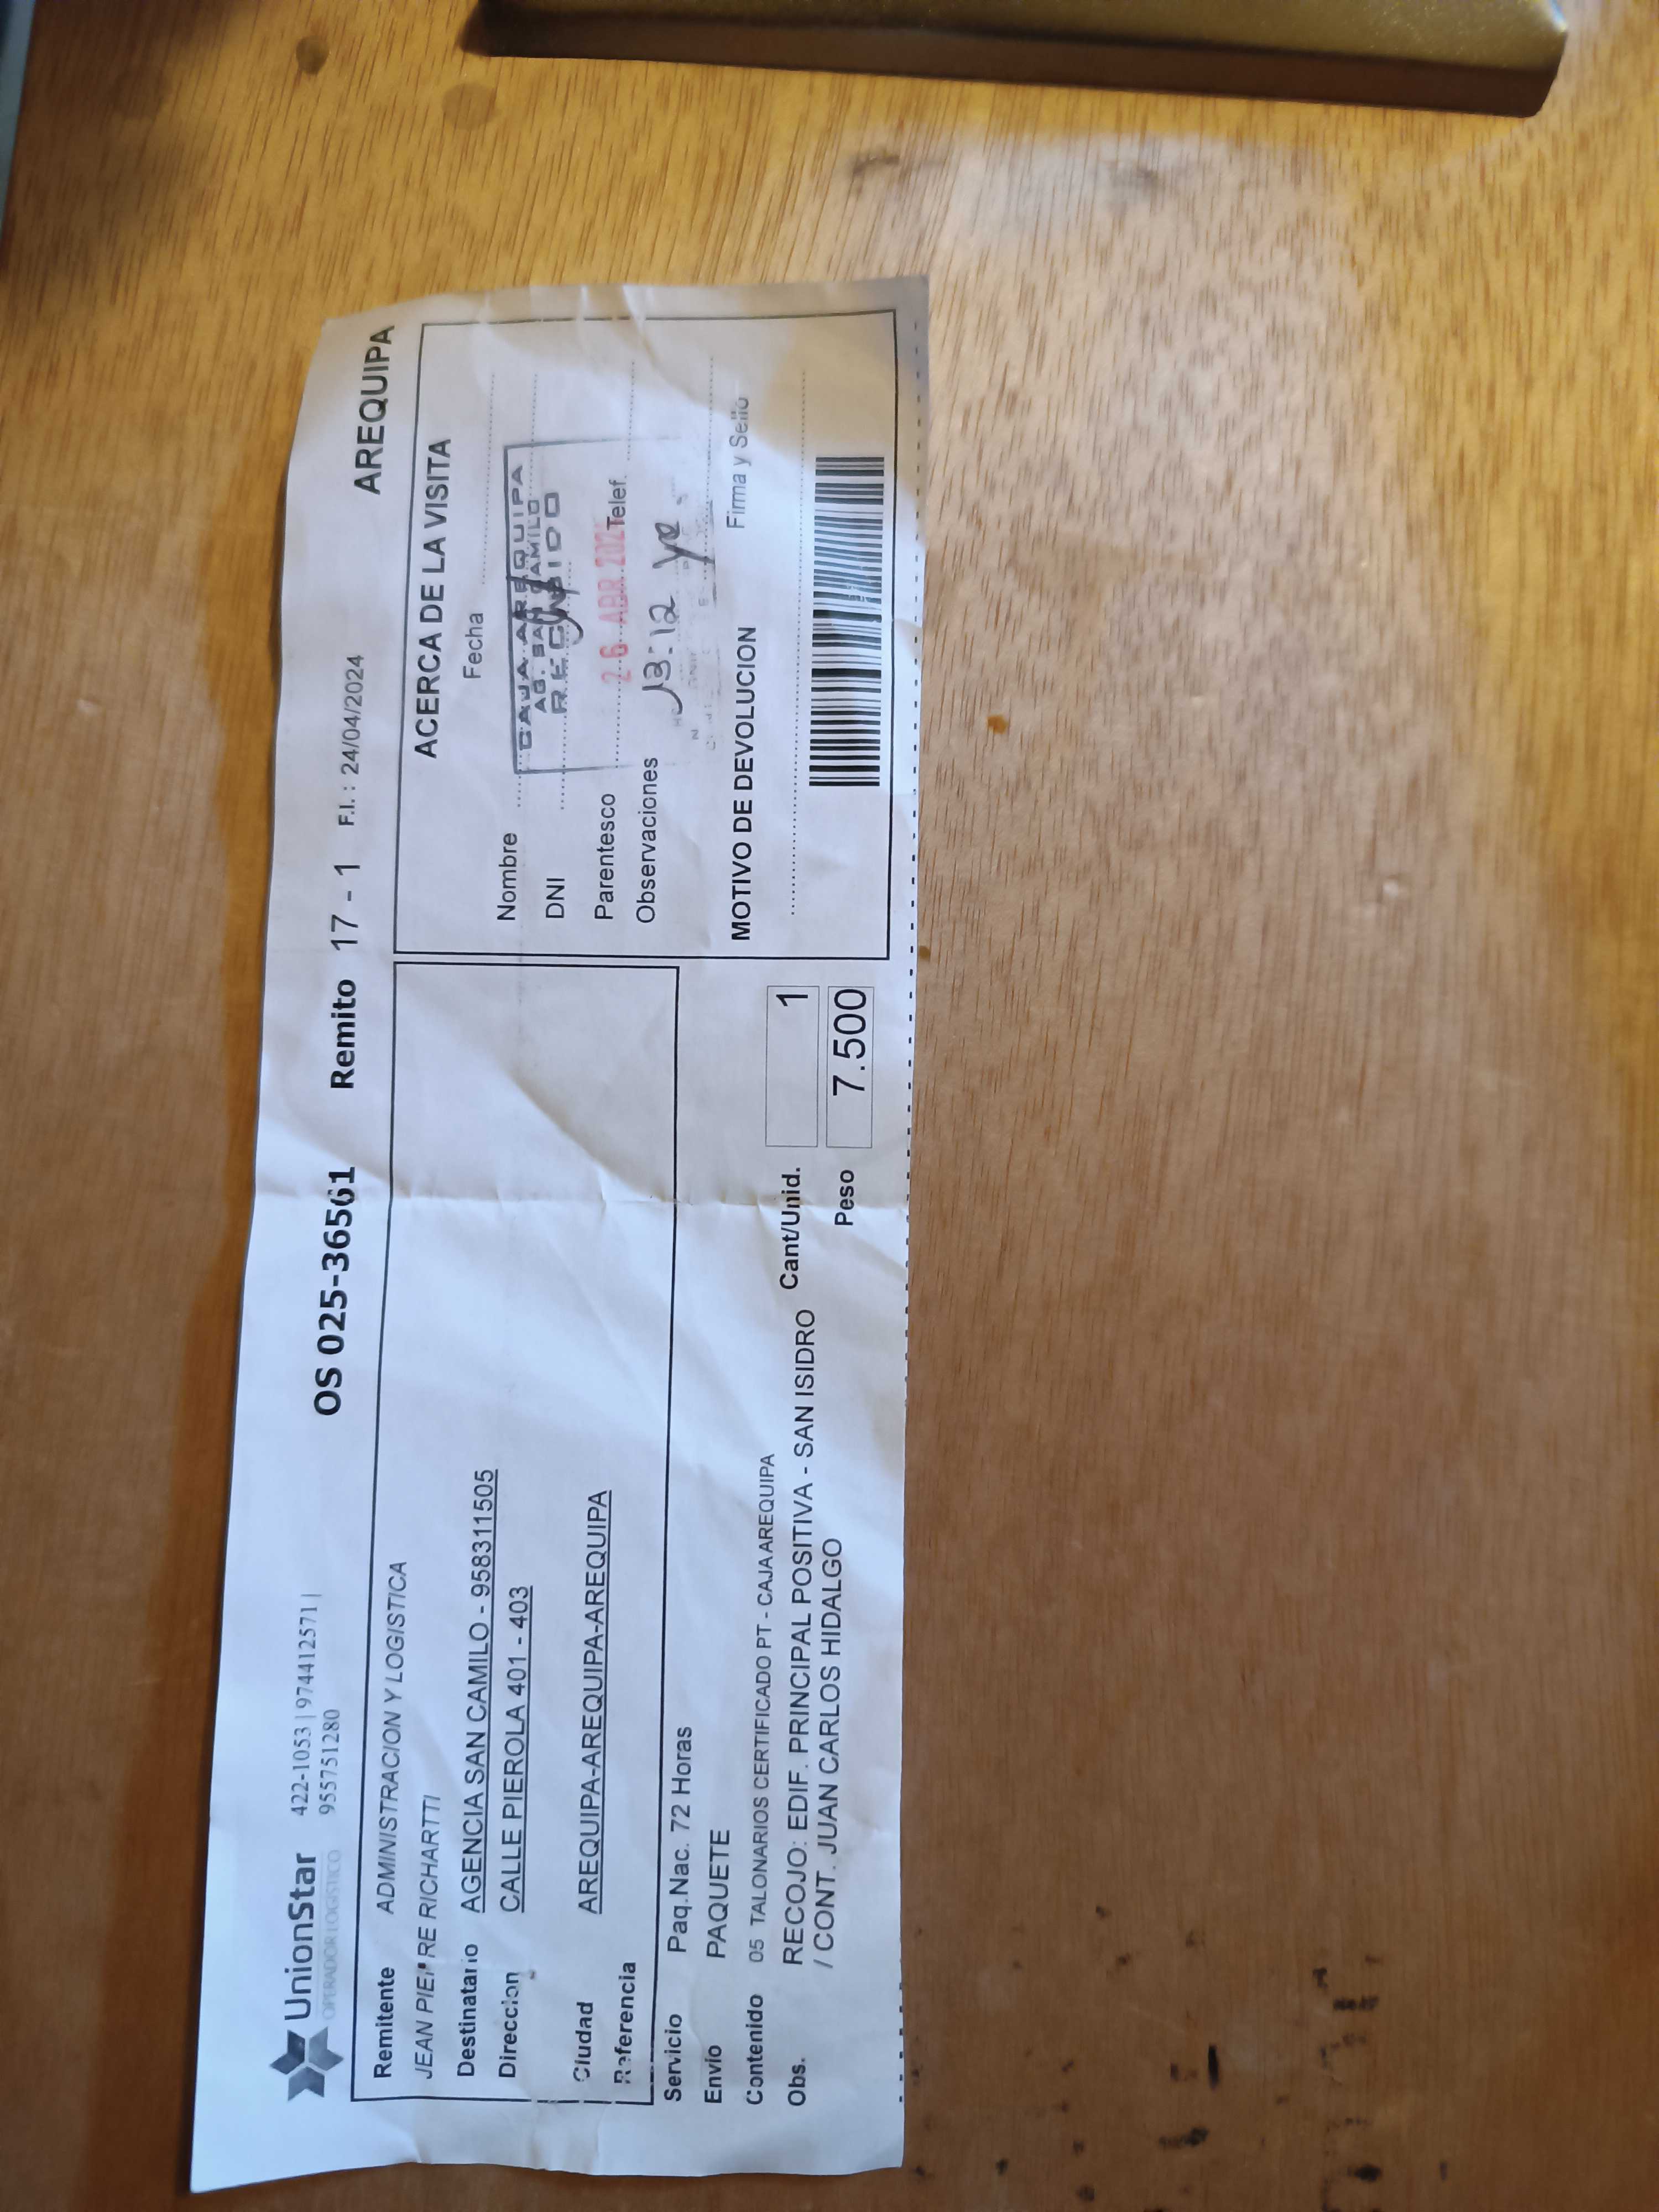 UnionStar 422-1053 | 974412571 |
OPERADOR LOGISTICO 955751280
OS 025-36561 Remito 17 - 1 F.I. : 24/04/2024 AREQUIPA
Remitente ADMINISTRACION Y LOGISTICA
JEAN PIERRE RICHARTTI
Destinatario AGENCIA SAN CAMILO - 958311505
Direccion CALLE PIEROLA 401 - 403
Ciudad AREQUIPA-AREQUIPA-AREQUIPA
Referencia
Servicio Paq.Nac. 72 Horas
Envio PAQUETE
Contenido 05 TALONARIOS CERTIFICADO PT - CAJA AREQUIPA
Obs. RECOJO: EDIF. PRINCIPAL POSITIVA - SAN ISIDRO
/ CONT. JUAN CARLOS HIDALGO
Cant/Unid. 1
Peso 7.500
ACERCA DE LA VISITA
Fecha
Nombre
DNI
Parentesco Telef.
Observaciones
CAJA AREQUIPA
AG. SAN CAMILO
RECIBIDO
26 ABR 202
13:12
Firma y Sello
MOTIVO DE DEVOLUCION